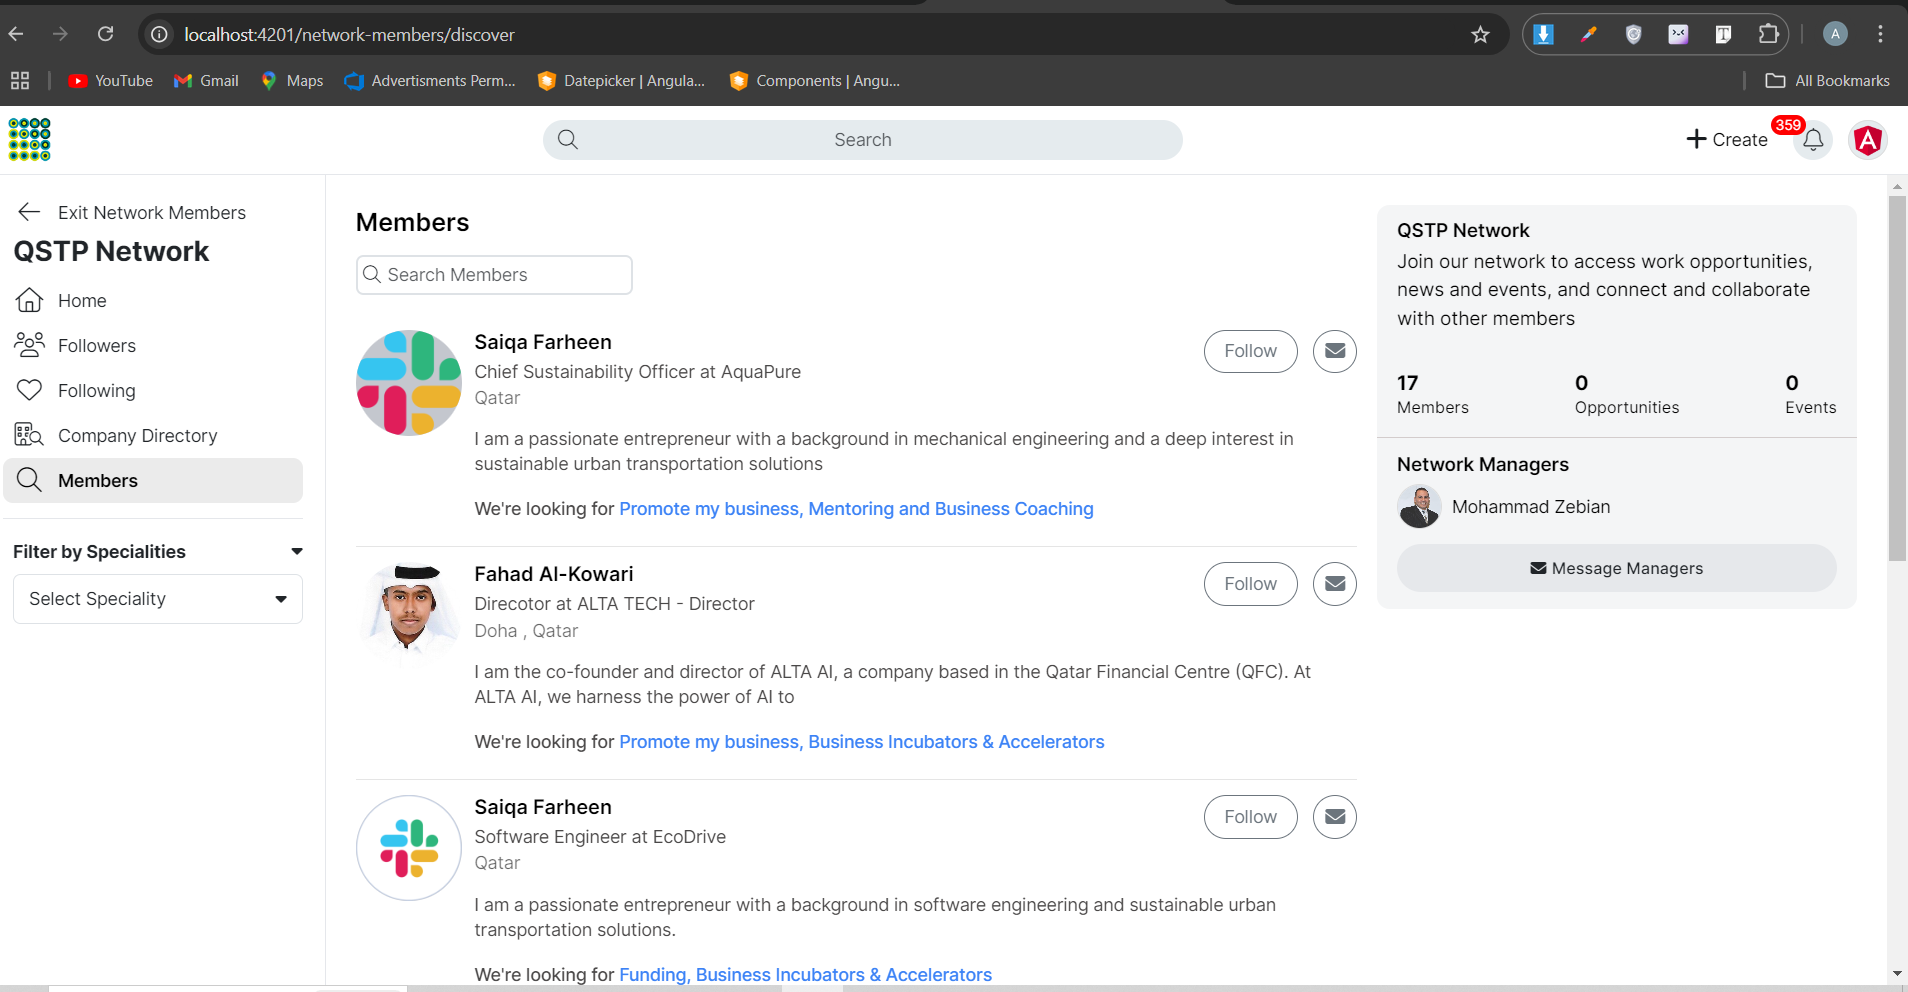 localhost:4201/network-members/discover
A
YouTube
Gmail
Maps
Advertisments Perm...
Datepicker | Angula...
Components | Angu...
All Bookmarks
Search
Create
359
A
Exit Network Members
QSTP Network
Home
Followers
Following
Company Directory
Members
Filter by Specialities
Select Speciality
Members
Search Members
Saiqa Farheen
Chief Sustainability Officer at AquaPure
Qatar
I am a passionate entrepreneur with a background in mechanical engineering and a deep interest in
sustainable urban transportation solutions
We're looking for Promote my business, Mentoring and Business Coaching
Follow
Fahad Al-Kowari
Direcotor at ALTA TECH - Director
Doha , Qatar
I am the co-founder and director of ALTA AI, a company based in the Qatar Financial Centre (QFC). At
ALTA AI, we harness the power of AI to
We're looking for Promote my business, Business Incubators & Accelerators
Follow
Saiqa Farheen
Software Engineer at EcoDrive
Qatar
I am a passionate entrepreneur with a background in software engineering and sustainable urban
transportation solutions.
We're looking for Funding, Business Incubators & Accelerators
Follow
QSTP Network
Join our network to access work opportunities,
news and events, and connect and collaborate
with other members
17
Members
0
Opportunities
0
Events
Network Managers
Mohammad Zebian
Message Managers